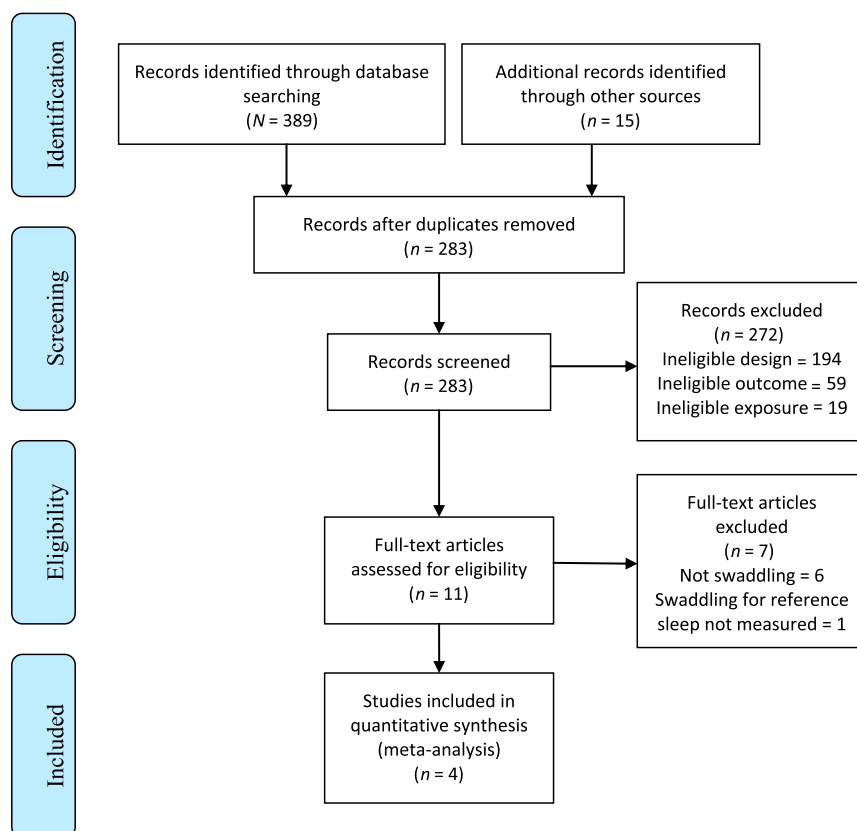 Identification
Records identified through database
searching
(N = 389)
Additional records identified
through other sources
(n = 15)
Records after duplicates removed
(n = 283)
Screening
Records screened
(n = 283)
Records excluded
(n = 272)
Ineligible design = 194
Ineligible outcome = 59
Ineligible exposure = 19
Eligibility
Full-text articles
assessed for eligibility
(n = 11)
Full-text articles
excluded
(n = 7)
Not swaddling = 6
Swaddling for reference
sleep not measured = 1
Included
Studies included in
quantitative synthesis
(meta-analysis)
(n = 4)